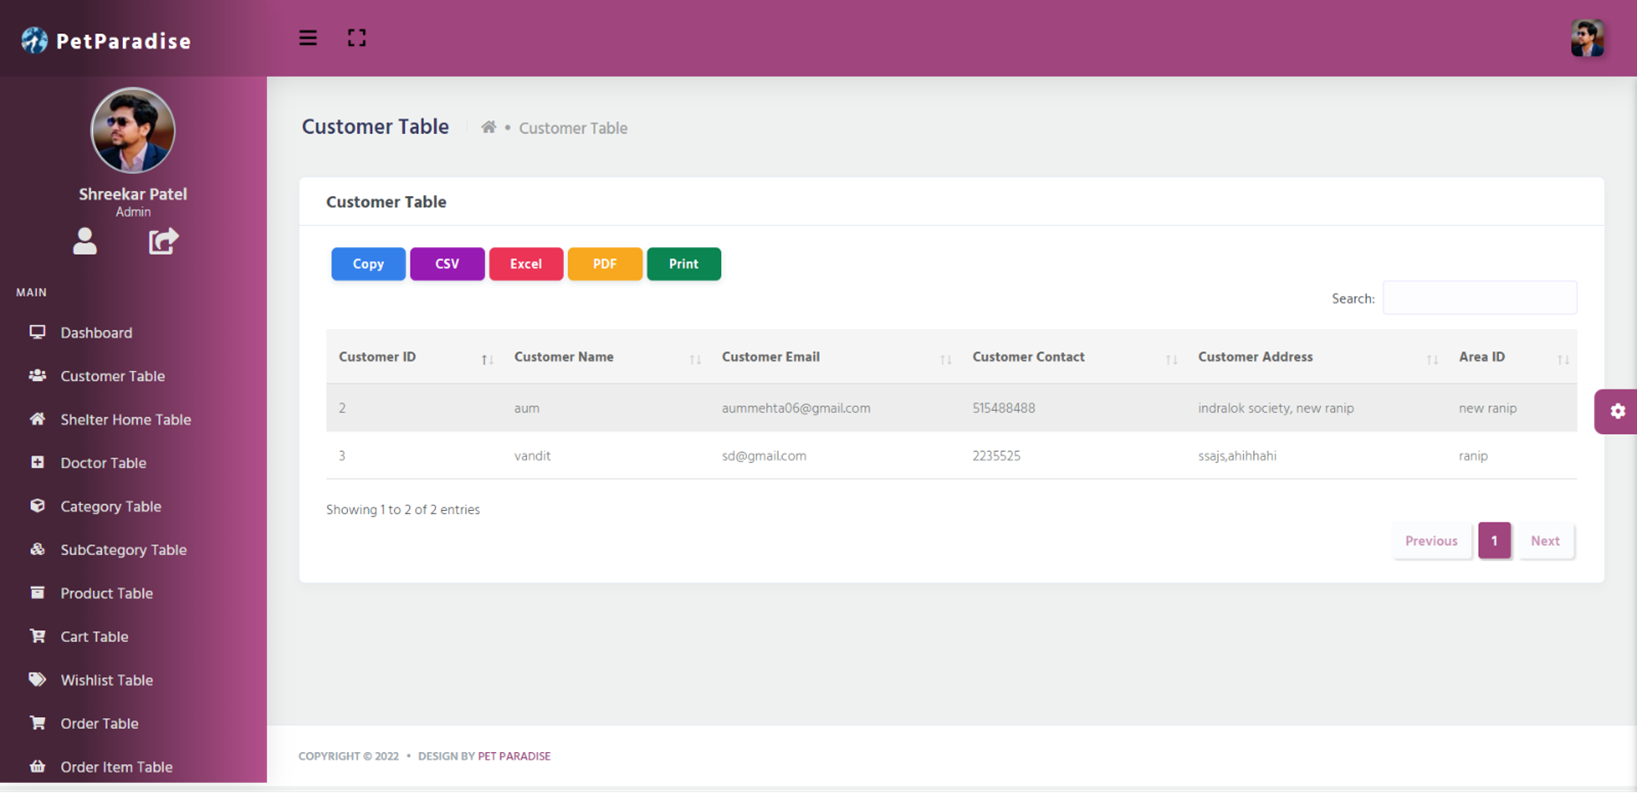 PetParadise
Shreekar Patel
Admin
MAIN
Dashboard
Customer Table
Shelter Home Table
Doctor Table
Category Table
SubCategory Table
Product Table
Cart Table
Wishlist Table
Order Table
Order Item Table
Customer Table • Customer Table
Customer Table
Copy CSV Excel PDF Print
Search:
Customer ID Customer Name Customer Email Customer Contact Customer Address Area ID
2 aum aummehta06@gmail.com 515488488 indralok society, new ranip new ranip
3 vandit sd@gmail.com 2235525 ssajs,ahihhahi ranip
Showing 1 to 2 of 2 entries
Previous 1 Next
COPYRIGHT © 2022 • DESIGN BY PET PARADISE